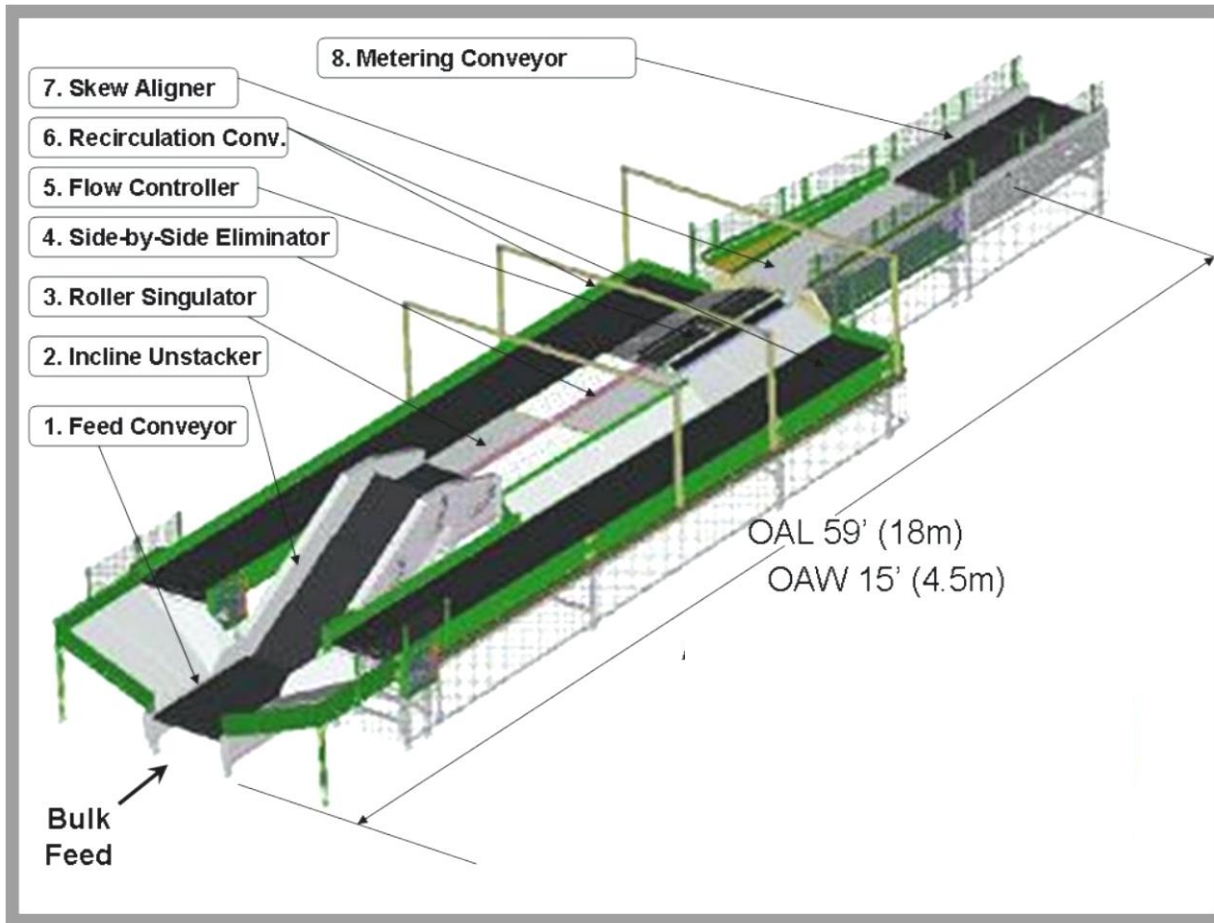 8. Metering Conveyor
7. Skew Aligner
6. Recirculation Conv.
5. Flow Controller
4. Side-by-Side Eliminator
3. Roller Singulator
2. Incline Unstacker
1. Feed Conveyor
OAL 59’ (18m)
OAW 15’ (4.5m)
Bulk
Feed